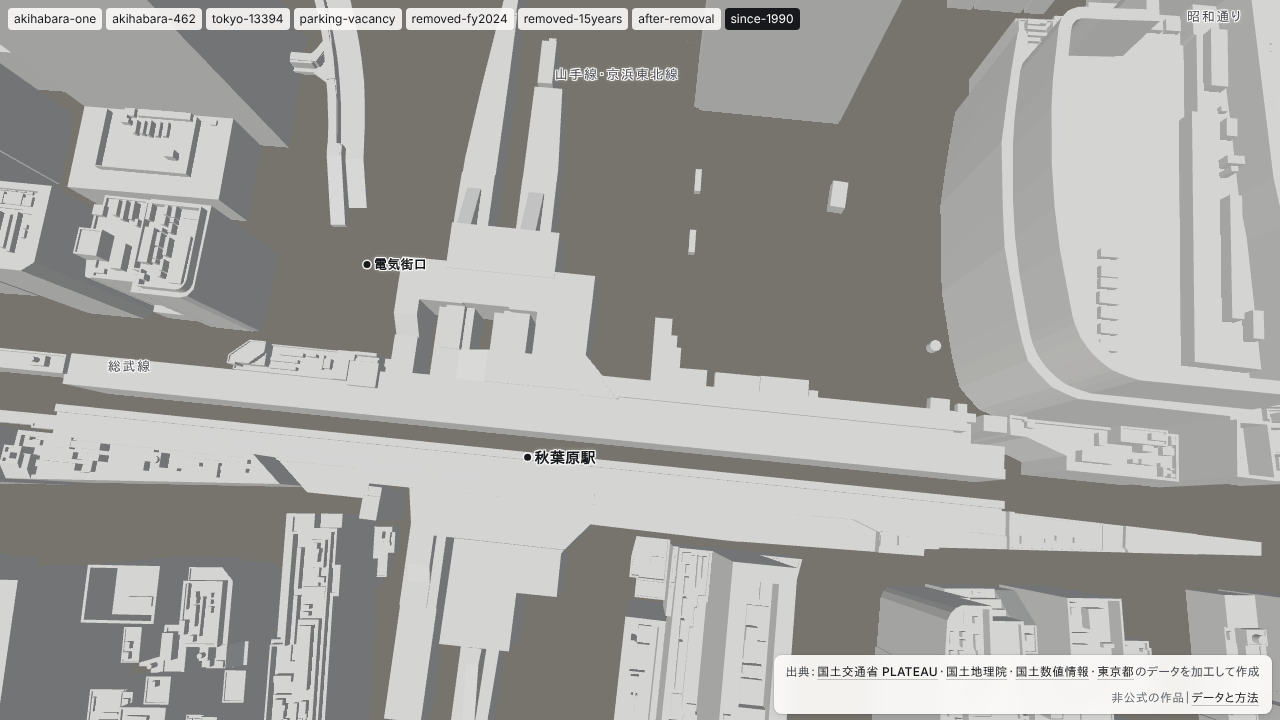 akihabara-one akihabara-462 tokyo-13394 parking-vacancy removed-fy2024 removed-15years after-removal since-1990
昭和通り
山手線・京浜東北線
電気街口
総武線
秋葉原駅
出典: 国土交通省 PLATEAU・国土地理院・国土数値情報・東京都のデータを加工して作成
非公式の作品 | データと方法